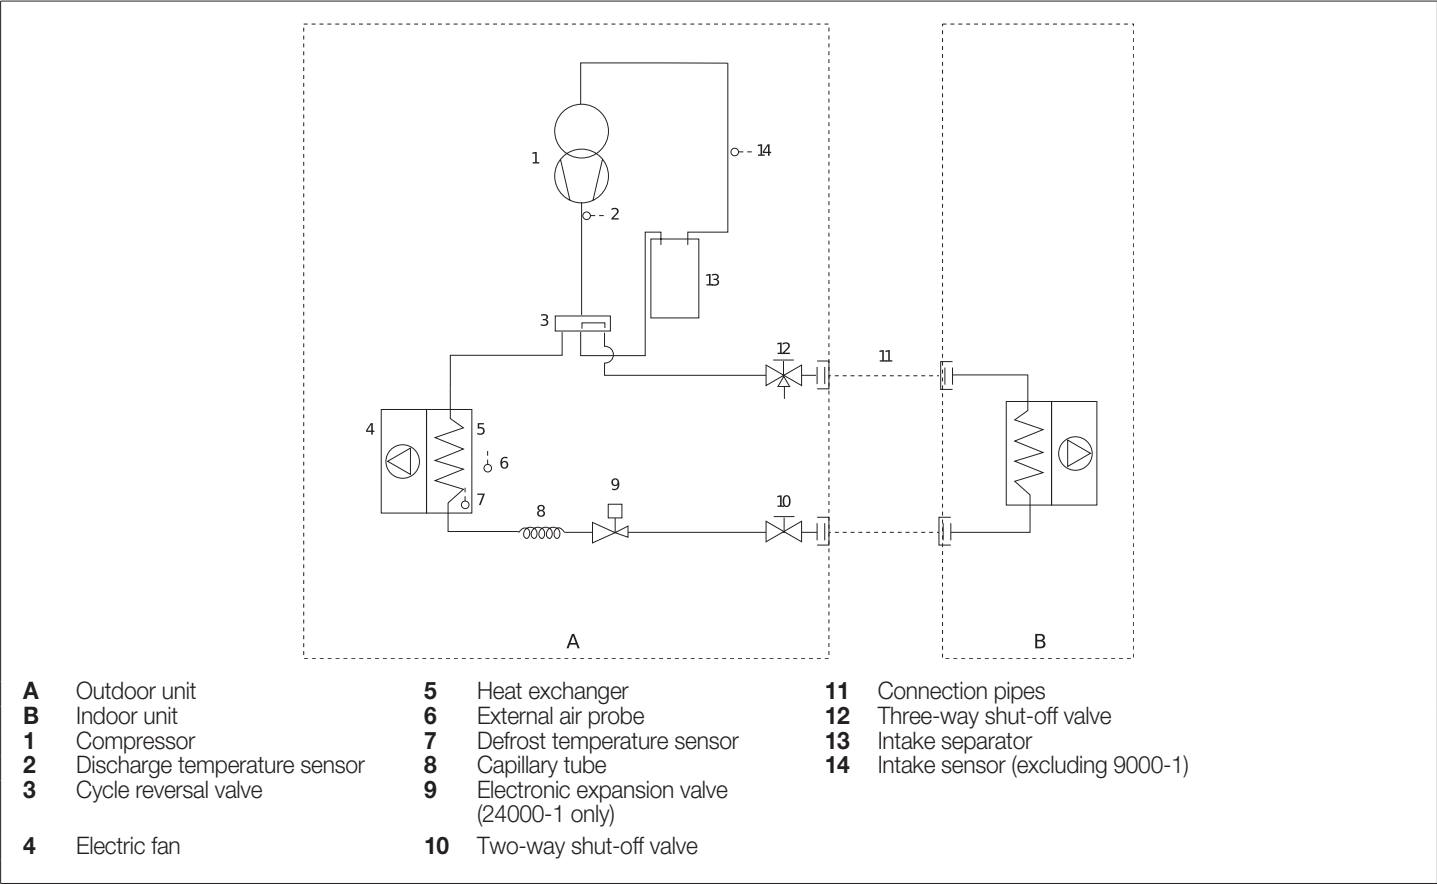 1
14
2
13
3
12
11
4
5
6
7
9
8
10
A
B
A Outdoor unit
B Indoor unit
1 Compressor
2 Discharge temperature sensor
3 Cycle reversal valve
4 Electric fan
5 Heat exchanger
6 External air probe
7 Defrost temperature sensor
8 Capillary tube
9 Electronic expansion valve
(24000-1 only)
10 Two-way shut-off valve
11 Connection pipes
12 Three-way shut-off valve
13 Intake separator
14 Intake sensor (excluding 9000-1)